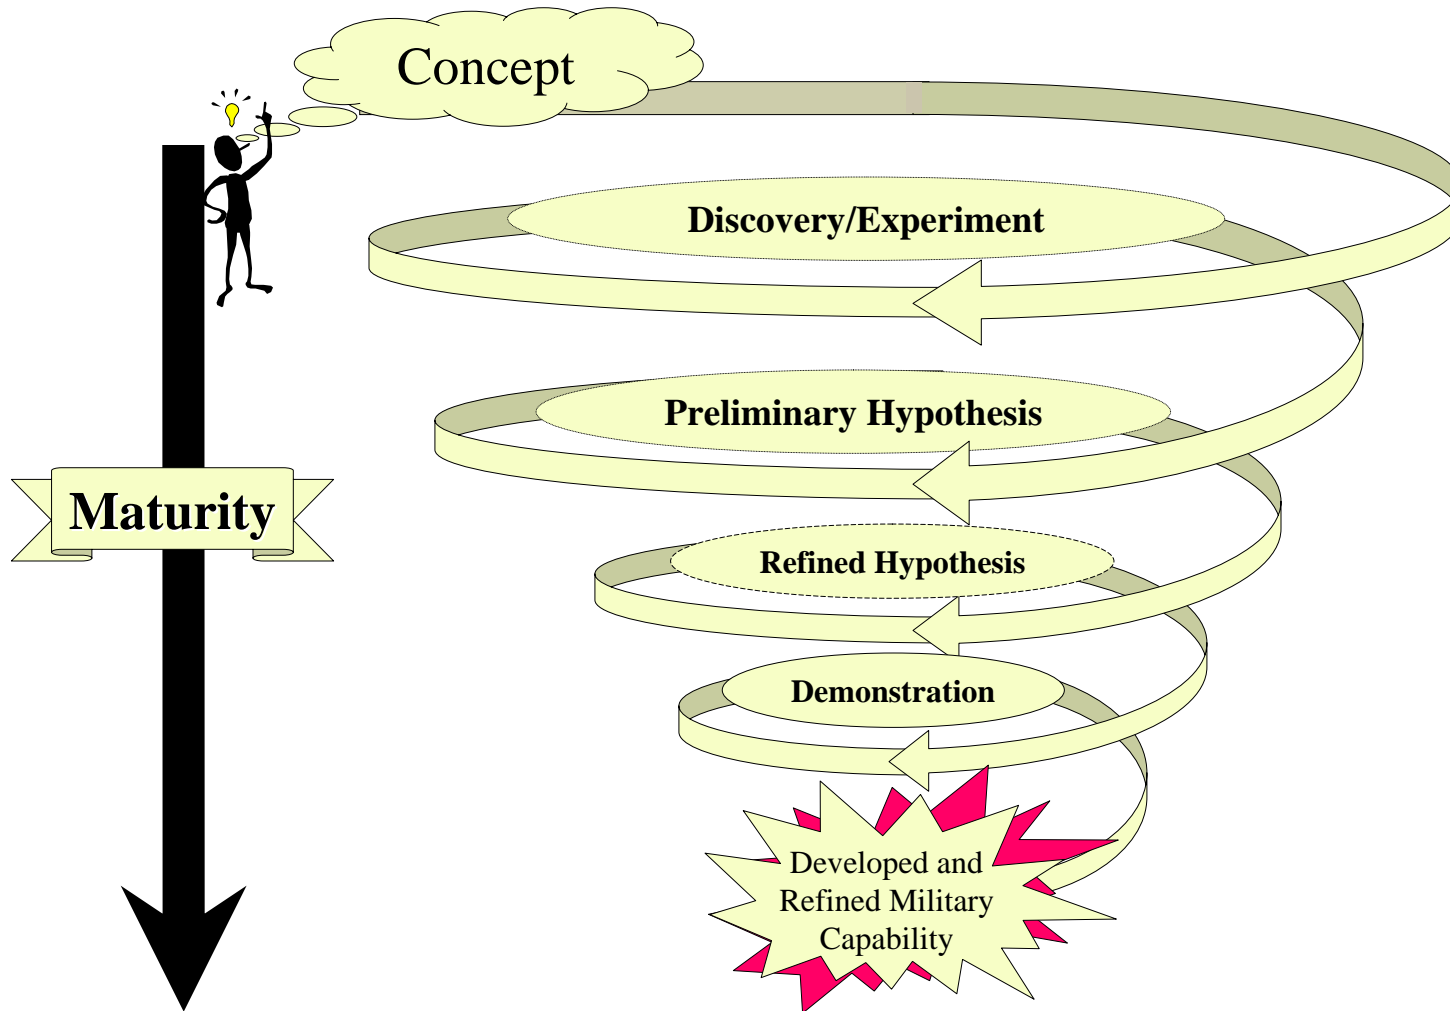 Concept
Discovery/Experiment
Preliminary Hypothesis
Maturity
Refined Hypothesis
Demonstration
Developed and
Refined Military
Capability